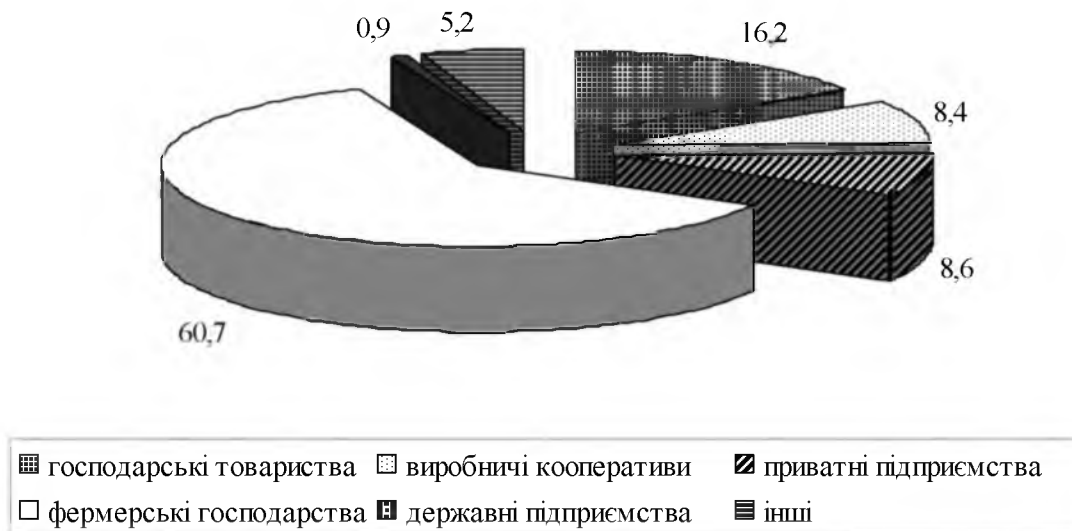 0,9
5,2
16,2
8,4
8,6
60,7
господарські товариства
виробничі кооперативи
приватні підприємства
фермерські господарства
державні підприємства
інші